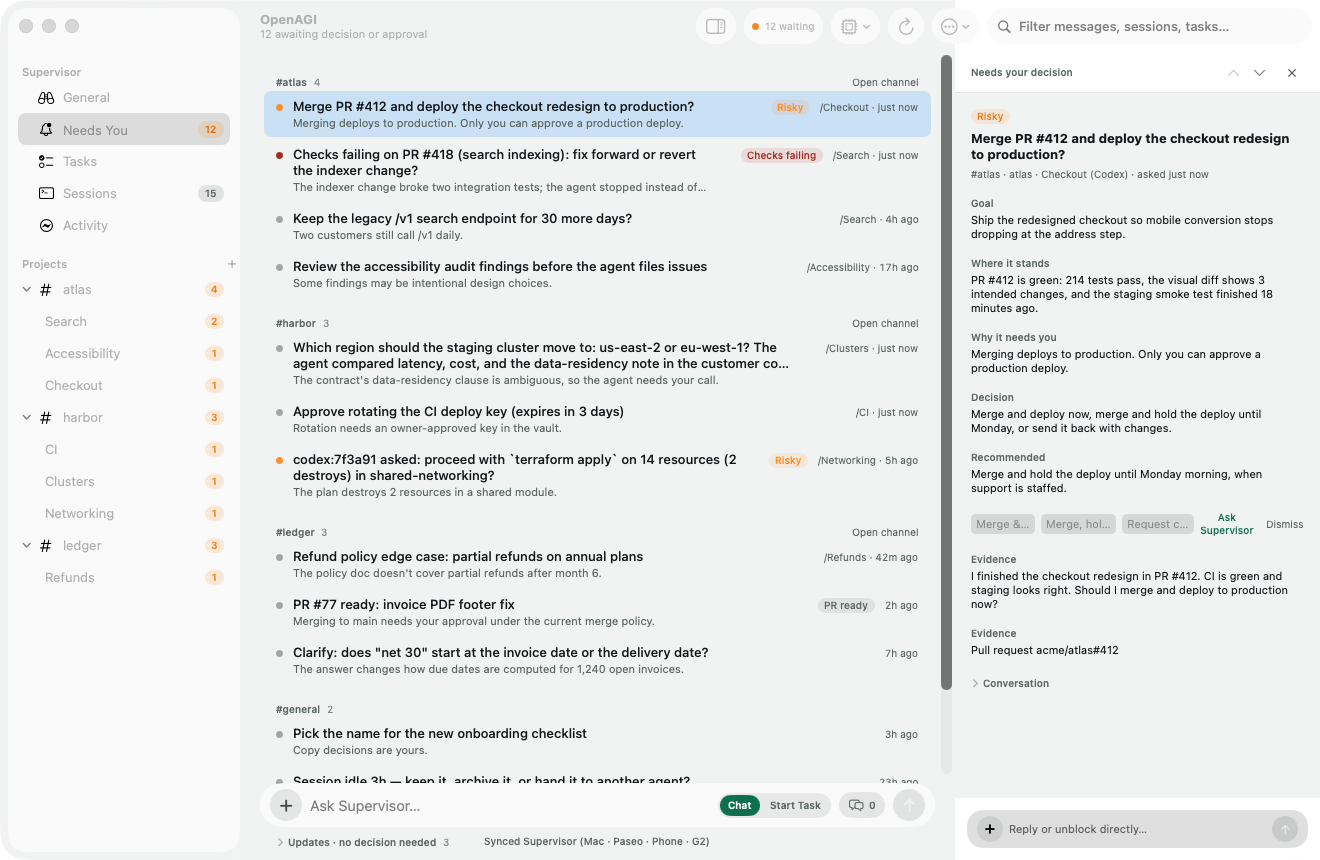 OpenAGI
12 awaiting decision or approval
12 waiting
Filter messages, sessions, tasks...
Supervisor
General
Needs You 12
Tasks
Sessions 15
Activity
Projects +
# atlas 4
Search 2
Accessibility 1
Checkout 1
# harbor 3
CI 1
Clusters 1
Networking 1
# ledger 3
Refunds 1
#atlas 4 Open channel
Merge PR #412 and deploy the checkout redesign to production? Risky /Checkout · just now
Merging deploys to production. Only you can approve a production deploy.
Checks failing on PR #418 (search indexing): fix forward or revert Checks failing /Search · just now
the indexer change?
The indexer change broke two integration tests; the agent stopped instead of...
Keep the legacy /v1 search endpoint for 30 more days? /Search · 4h ago
Two customers still call /v1 daily.
Review the accessibility audit findings before the agent files issues /Accessibility · 17h ago
Some findings may be intentional design choices.
#harbor 3 Open channel
Which region should the staging cluster move to: us-east-2 or eu-west-1? The /Clusters · just now
agent compared latency, cost, and the data-residency note in the customer co...
The contract's data-residency clause is ambiguous, so the agent needs your call.
Approve rotating the CI deploy key (expires in 3 days) /CI · just now
Rotation needs an owner-approved key in the vault.
codex:7f3a91 asked: proceed with `terraform apply` on 14 resources (2 Risky /Networking · 5h ago
destroys) in shared-networking?
The plan destroys 2 resources in a shared module.
#ledger 3 Open channel
Refund policy edge case: partial refunds on annual plans /Refunds · 42m ago
The policy doc doesn't cover partial refunds after month 6.
PR #77 ready: invoice PDF footer fix PR ready 2h ago
Merging to main needs your approval under the current merge policy.
Clarify: does "net 30" start at the invoice date or the delivery date? 7h ago
The answer changes how due dates are computed for 1,240 open invoices.
#general 2
Pick the name for the new onboarding checklist 3h ago
Copy decisions are yours.
Session idle 3h — keep it, archive it, or hand it to another agent? 23h ago
+ Ask Supervisor... Chat Start Task 0
Updates · no decision needed 3 Synced Supervisor (Mac · Paseo · Phone · G2)
Needs your decision
Risky
Merge PR #412 and deploy the checkout redesign
to production?
#atlas · atlas · Checkout (Codex) · asked just now
Goal
Ship the redesigned checkout so mobile conversion stops
dropping at the address step.
Where it stands
PR #412 is green: 214 tests pass, the visual diff shows 3
intended changes, and the staging smoke test finished 18
minutes ago.
Why it needs you
Merging deploys to production. Only you can approve a
production deploy.
Decision
Merge and deploy now, merge and hold the deploy until
Monday, or send it back with changes.
Recommended
Merge and hold the deploy until Monday morning, when
support is staffed.
Merge &... Merge, hol... Request c... Ask Supervisor Dismiss
Evidence
I finished the checkout redesign in PR #412. CI is green and
staging looks right. Should I merge and deploy to production
now?
Evidence
Pull request acme/atlas#412
Conversation
+ Reply or unblock directly...